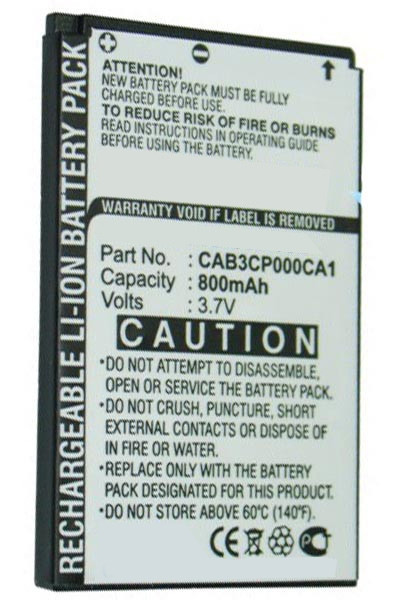 RECHARGEABLE LI-ION BATTERY PACK
ATTENTION!
NEW BATTERY PACK MUST BE FULLY
CHARGED BEFORE USE.
TO REDUCE RISK OF FIRE OR BURNS
READ INSTRUCTIONS IN OPERATING GUIDE
BEFORE USE.
WARRANTY VOID IF LABEL IS REMOVED
Part No. : CAB3CP000CA1
Capacity : 800mAh
Volts : 3.7V
CAUTION
•DO NOT ATTEMPT TO DISASSEMBLE,
OPEN OR SERVICE THE BATTERY PACK.
•DO NOT CRUSH, PUNCTURE, SHORT
EXTERNAL CONTACTS OR DISPOSE OF
IN FIRE OR WATER.
•REPLACE ONLY WITH THE BATTERY
PACK DESIGNED FOR THIS PRODUCT.
•DO NOT STORE ABOVE 60°C (140°F).
CE